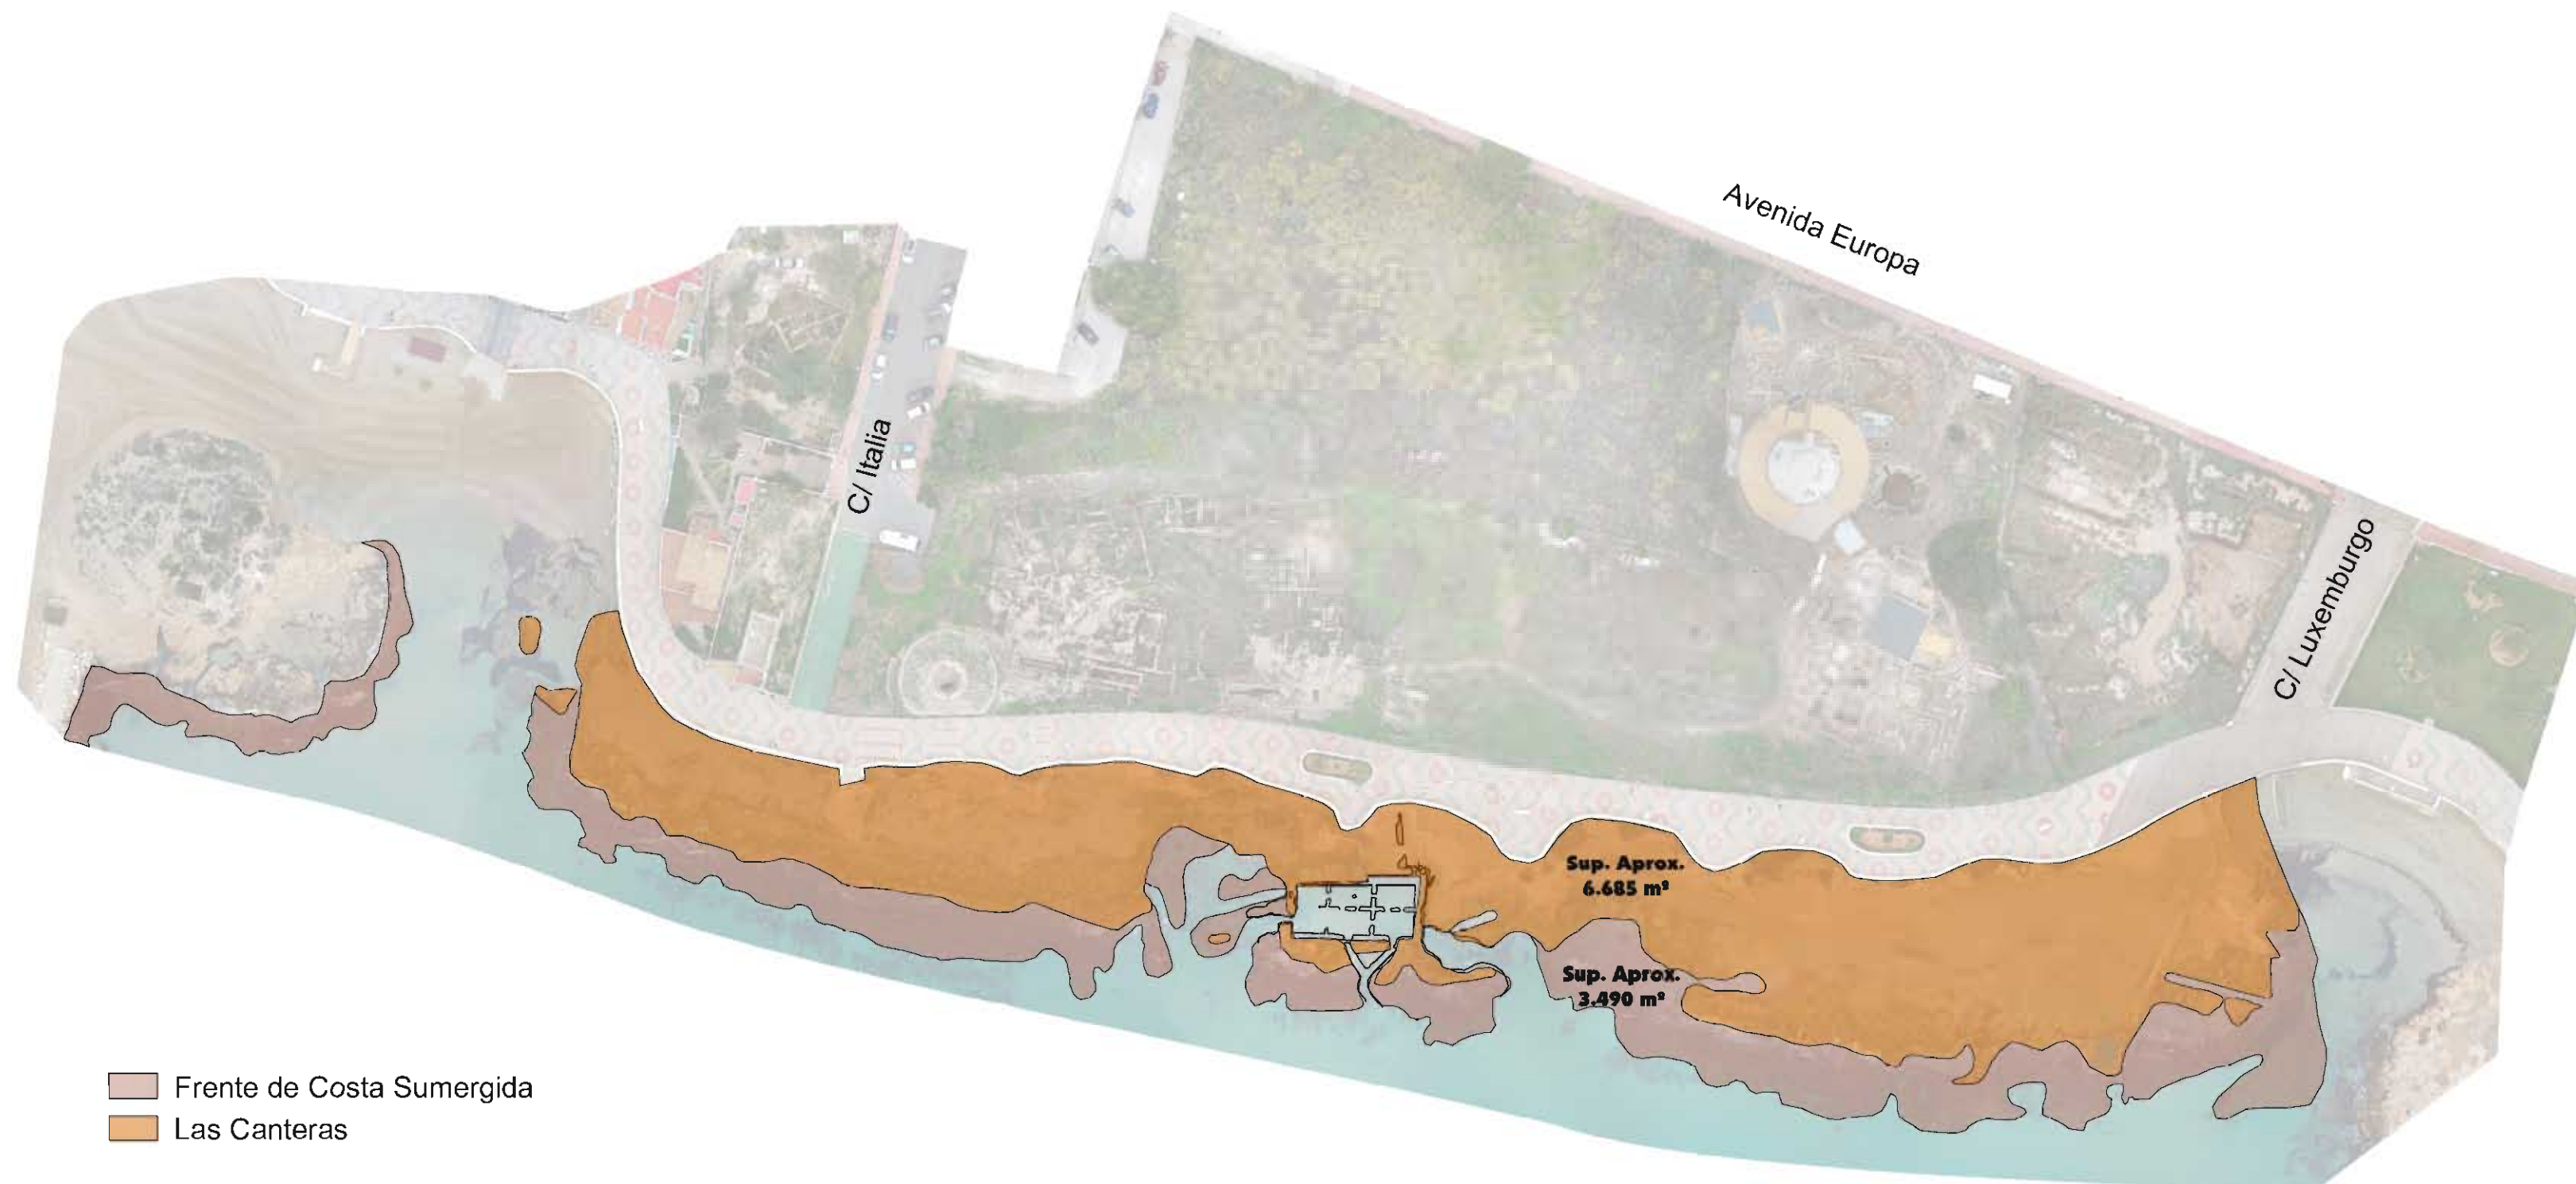 Avenida Europa
C/ Italia
C/ Luxemburgo
Sup. Aprox.
6.685 m²
Sup. Aprox.
3.490 m²
Frente de Costa Sumergida
Las Canteras